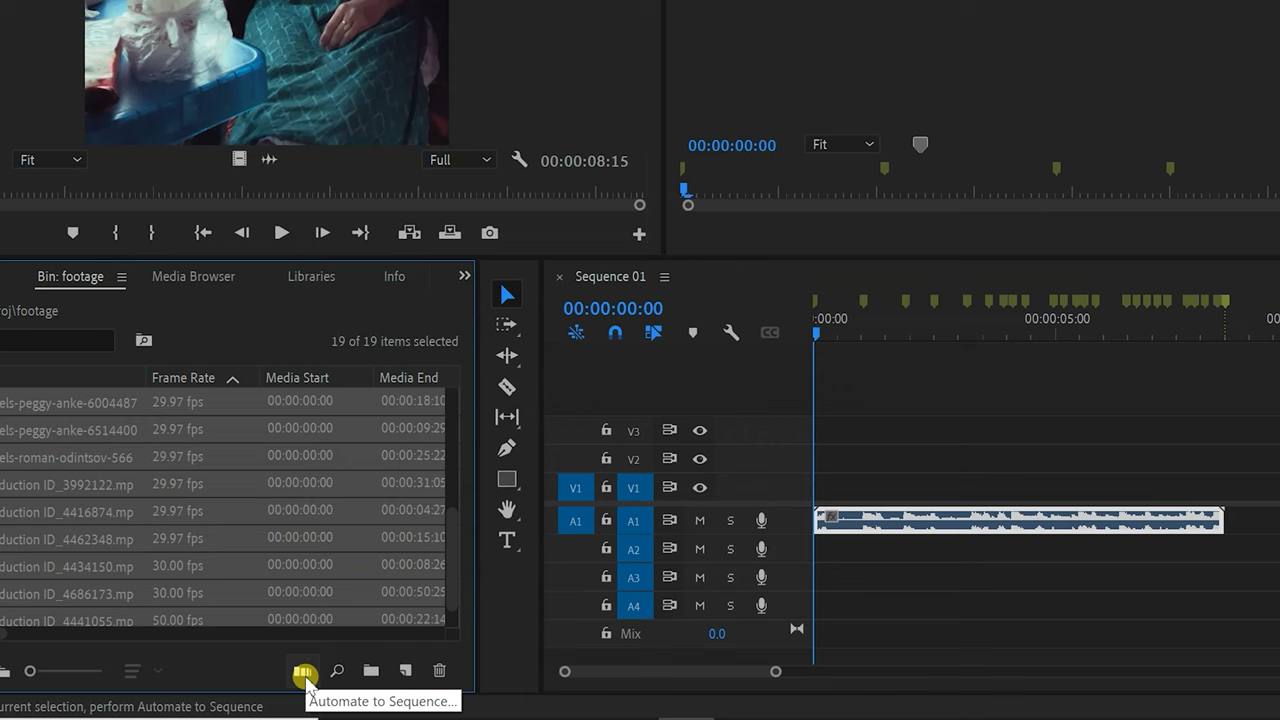 Fit
Full
00:00:08:15
00:00:00:00
Fit
Bin: footage
Media Browser
Libraries
Info
Sequence 01
roj\footage
00:00:00:00
:00:00
00:00:05:00
00
19 of 19 items selected
Frame Rate
Media Start
Media End
els-peggy-anke-6004487 29.97 fps 00:00:00:00 00:00:18:10
els-peggy-anke-6514400 29.97 fps 00:00:00:00 00:00:09:29
els-roman-odintsov-566 29.97 fps 00:00:00:00 00:00:25:22
duction ID_3992122.mp 29.97 fps 00:00:00:00 00:00:31:05
duction ID_4416874.mp 29.97 fps 00:00:00:00 00:00:04:27
duction ID_4462348.mp 29.97 fps 00:00:00:00 00:00:15:10
duction ID_4434150.mp 30.00 fps 00:00:00:00 00:00:08:26
duction ID_4686173.mp 30.00 fps 00:00:00:00 00:00:50:25
duction ID_4441055.mp 50.00 fps 00:00:00:00 00:00:22:14
V3
V2
V1 V1
A1 A1 M S fx
A2 M S
A3 M S
A4 M S
Mix 0.0
Automate to Sequence...
urrent selection, perform Automate to Sequence